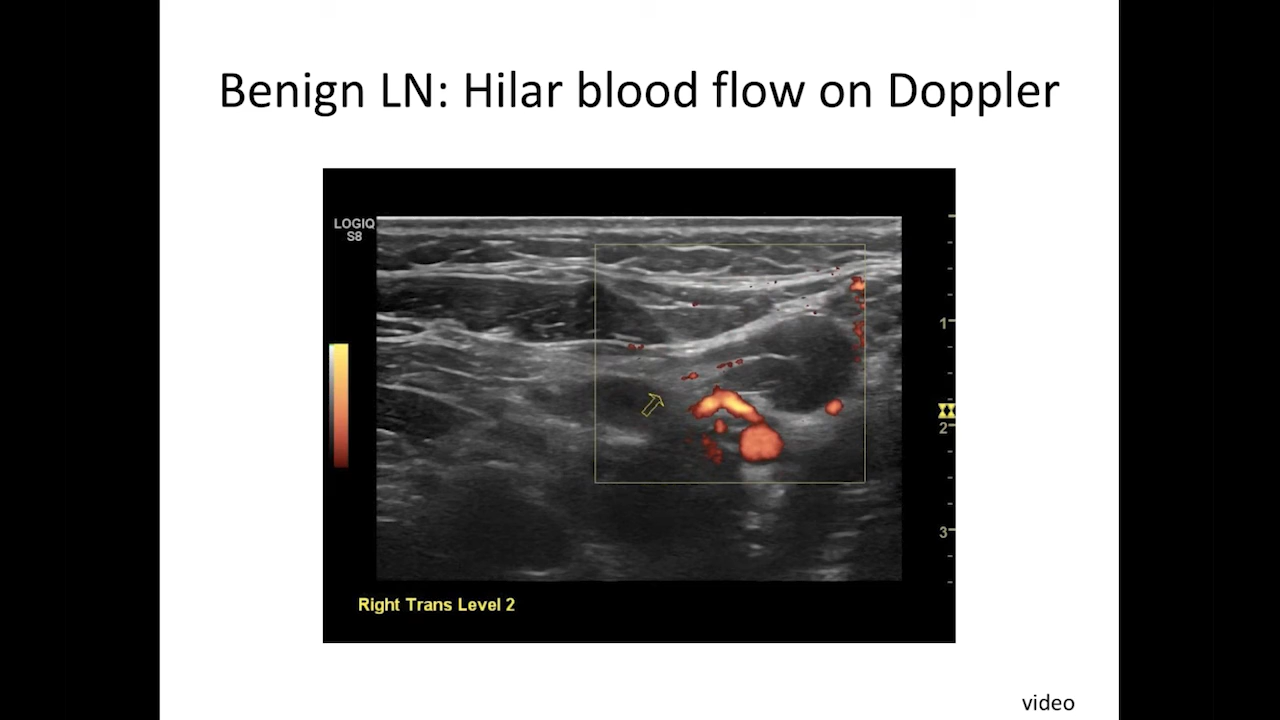 Benign LN: Hilar blood flow on Doppler
LOGIQ
S8
1
2
3
Right Trans Level 2
video